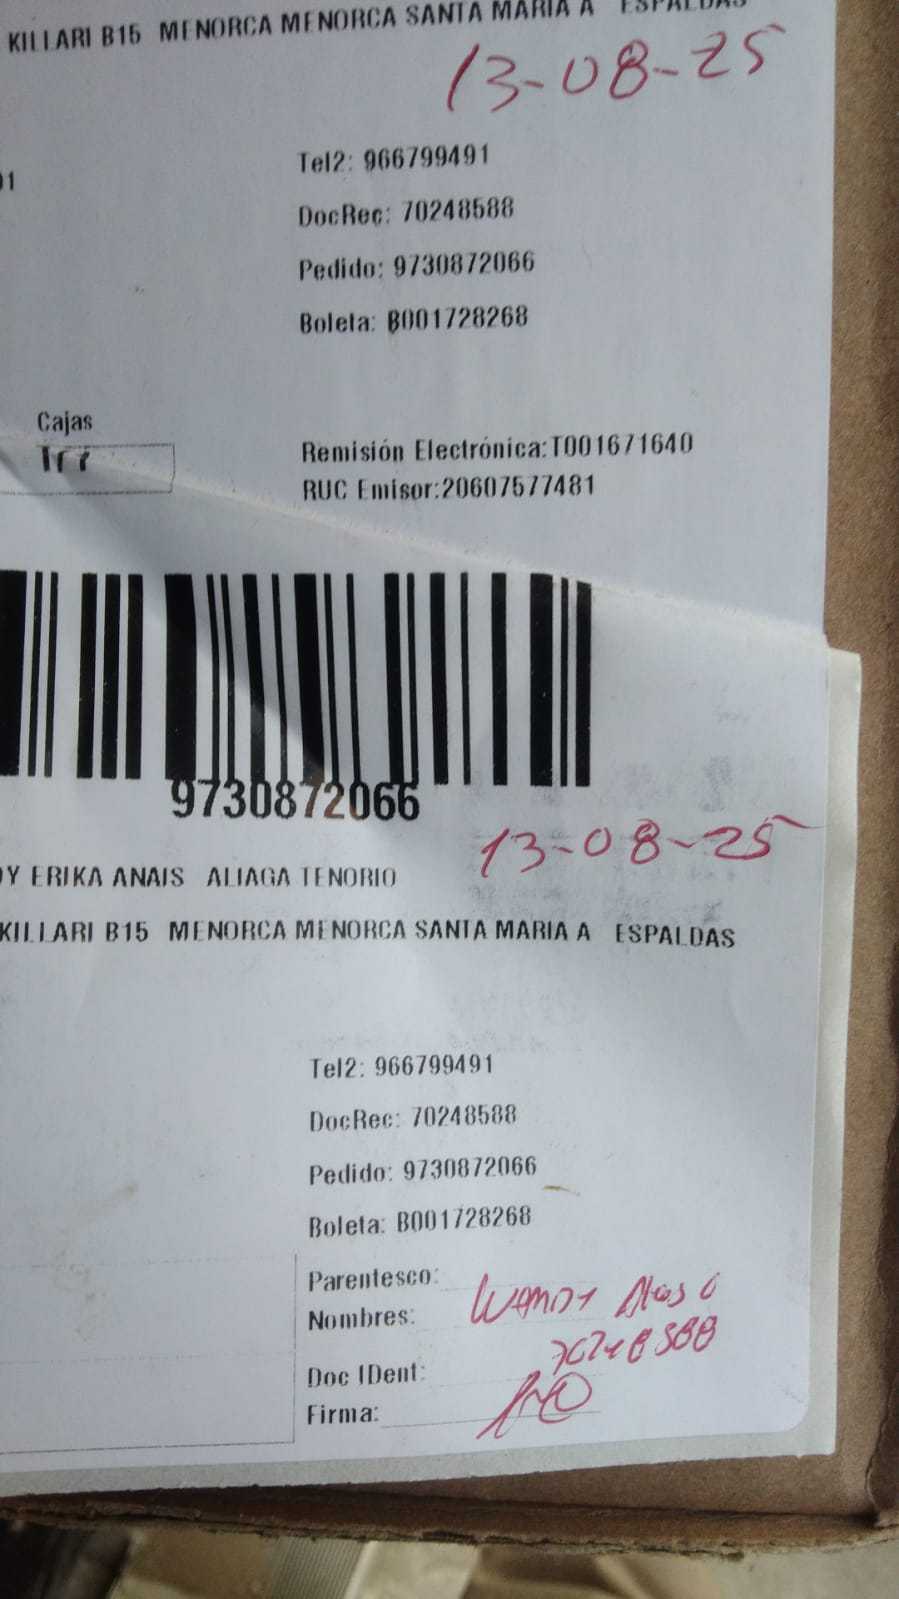 KILLARI B15 MENORCA MENORCA SANTA MARIA A ESPALDAS
13-08-25
Tel2: 966799491
DocRec: 70248588
Pedido: 9730872066
Boleta: B001728268
Cajas
Remisión Electrónica:T001671640
RUC Emisor:20607577481
9730872066
13-08-25
ERIKA ANAIS ALIAGA TENORIO
KILLARI B15 MENORCA MENORCA SANTA MARIA A ESPALDAS
Tel2: 966799491
DocRec: 70248588
Pedido: 9730872066
Boleta: B001728268
Parentesco:
Nombres:
70248588
Doc IDent:
Firma: